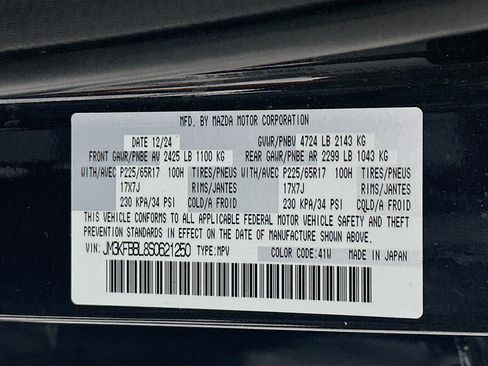 MFD. BY MAZDA MOTOR CORPORATION
DATE 12/24 GVWR/PNBV 4724 LB 2143 KG
FRONT GAWR/PNBE AV 2425 LB 1100 KG REAR GAWR/PNBE AR 2299 LB 1043 KG
WITH/AVEC P225/65R17 100H TIRES/PNEUS WITH/AVEC P225/65R17 100H TIRES/PNEUS
17X7J RIMS/JANTES 17X7J RIMS/JANTES
230 KPA/34 PSI COLD/A FROID 230 KPA/34 PSI COLD/A FROID
THIS VEHICLE CONFORMS TO ALL APPLICABLE FEDERAL MOTOR VEHICLE SAFETY AND THEFT
PREVENTION STANDARDS IN EFFECT ON THE DATE OF MANUFACTURE SHOWN ABOVE.
VIN: JM3KFBBL8S0621250 TYPE: MPV COLOR CODE: 41W MADE IN JAPAN